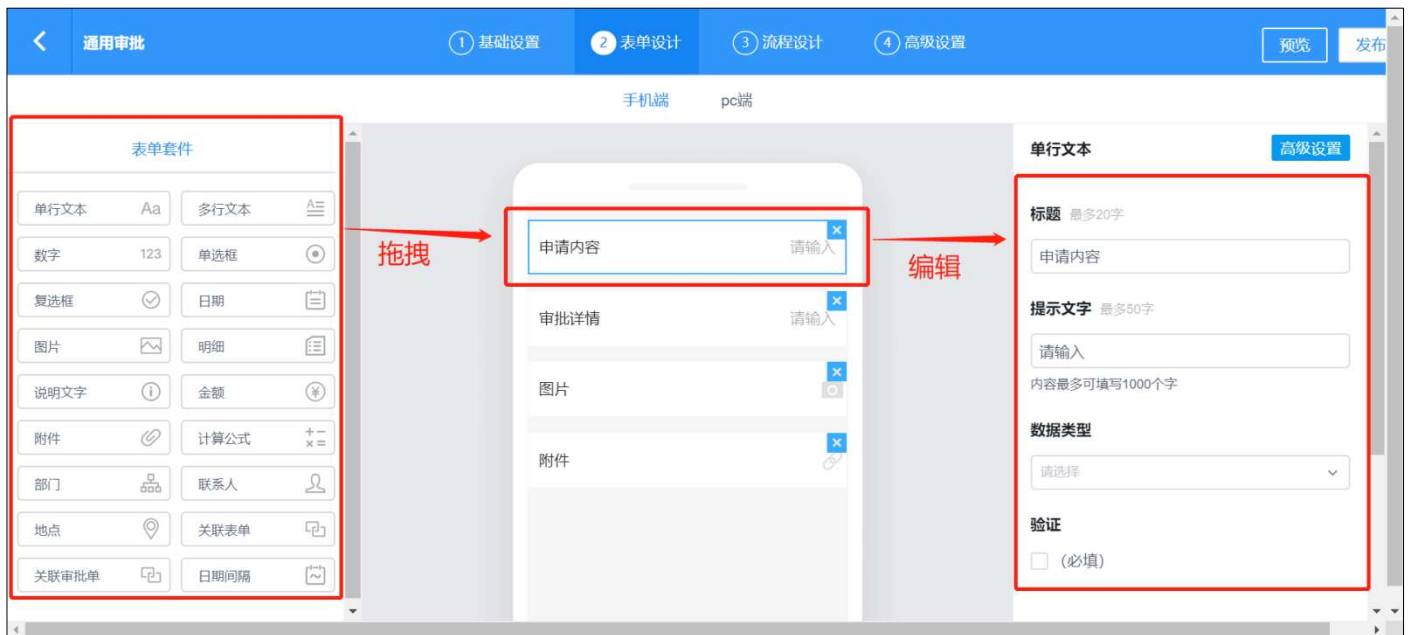 通用审批
1 基础设置
2 表单设计
3 流程设计
4 高级设置
预览
发布
手机端 pc端
表单套件
单行文本 Aa 多行文本 A
数字 123 单选框
复选框 日期
图片 明细
说明文字 金额 ¥
附件 计算公式
部门 联系人
地点 关联表单
关联审批单 日期间隔
拖拽
申请内容 请输入
审批详情 请输入
图片
附件
编辑
单行文本 高级设置
标题 最多20字
申请内容
提示文字 最多50字
请输入
内容最多可填写1000个字
数据类型
请选择
验证
(必填)